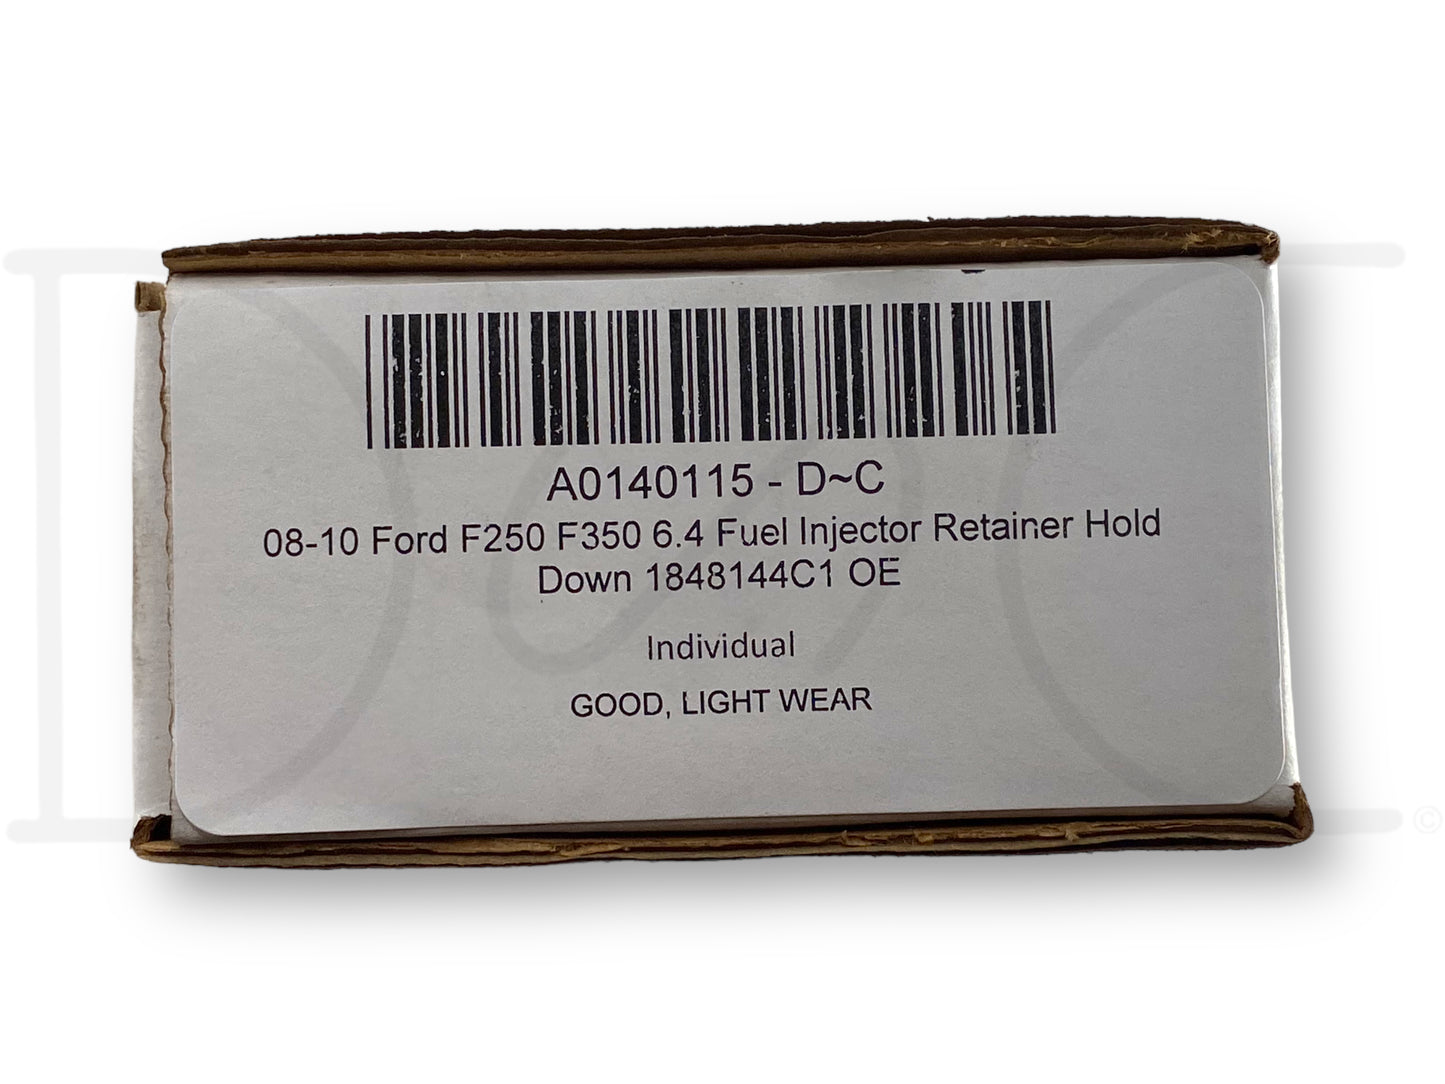 A0140115 - D~C
08-10 Ford F250 F350 6.4 Fuel Injector Retainer Hold
Down 1848144C1 OE
Individual
GOOD, LIGHT WEAR
©